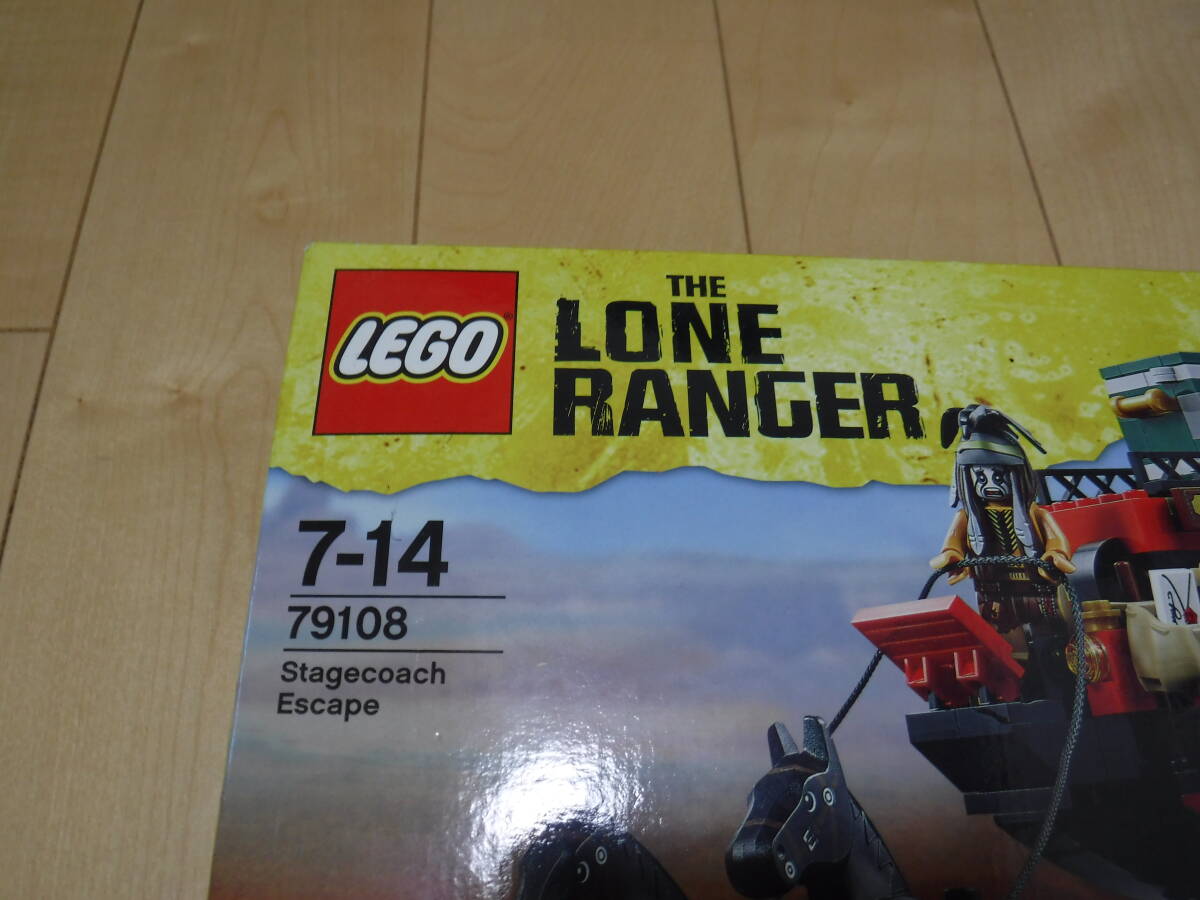 LEGO®
THE
LONE
RANGER
7-14
79108
Stagecoach
Escape